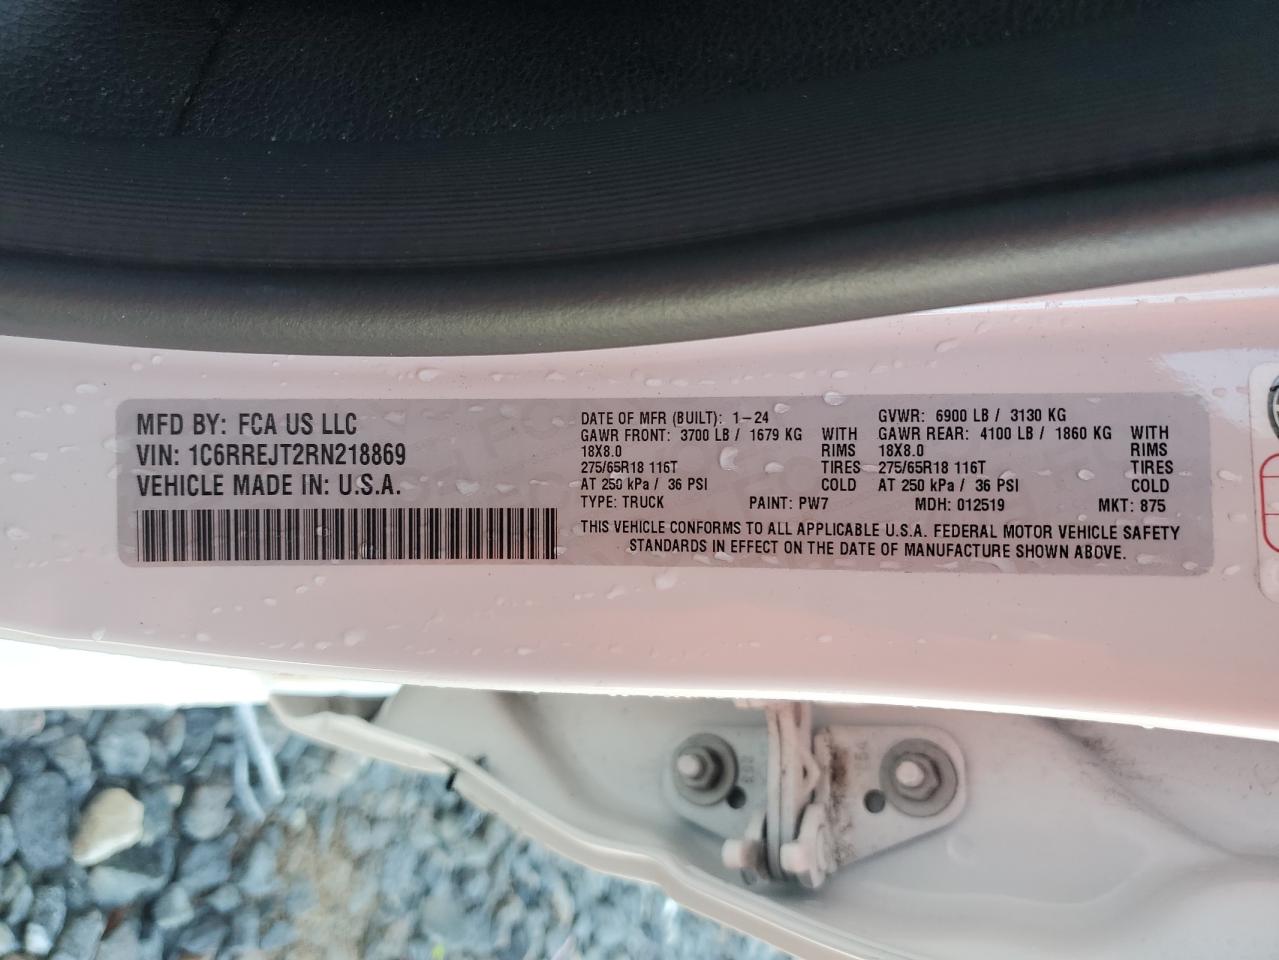 MFD BY: FCA US LLC
VIN: 1C6RREJT2RN218869
VEHICLE MADE IN: U.S.A.
DATE OF MFR (BUILT): 1-24
GAWR FRONT: 3700 LB / 1679 KG WITH
18X8.0 RIMS
275/65R18 116T TIRES
AT 250 kPa / 36 PSI COLD
GVWR: 6900 LB / 3130 KG
GAWR REAR: 4100 LB / 1860 KG WITH
18X8.0 RIMS
275/65R18 116T TIRES
AT 250 kPa / 36 PSI COLD
TYPE: TRUCK PAINT: PW7 MDH: 012519 MKT: 875
THIS VEHICLE CONFORMS TO ALL APPLICABLE U.S.A. FEDERAL MOTOR VEHICLE SAFETY
STANDARDS IN EFFECT ON THE DATE OF MANUFACTURE SHOWN ABOVE.